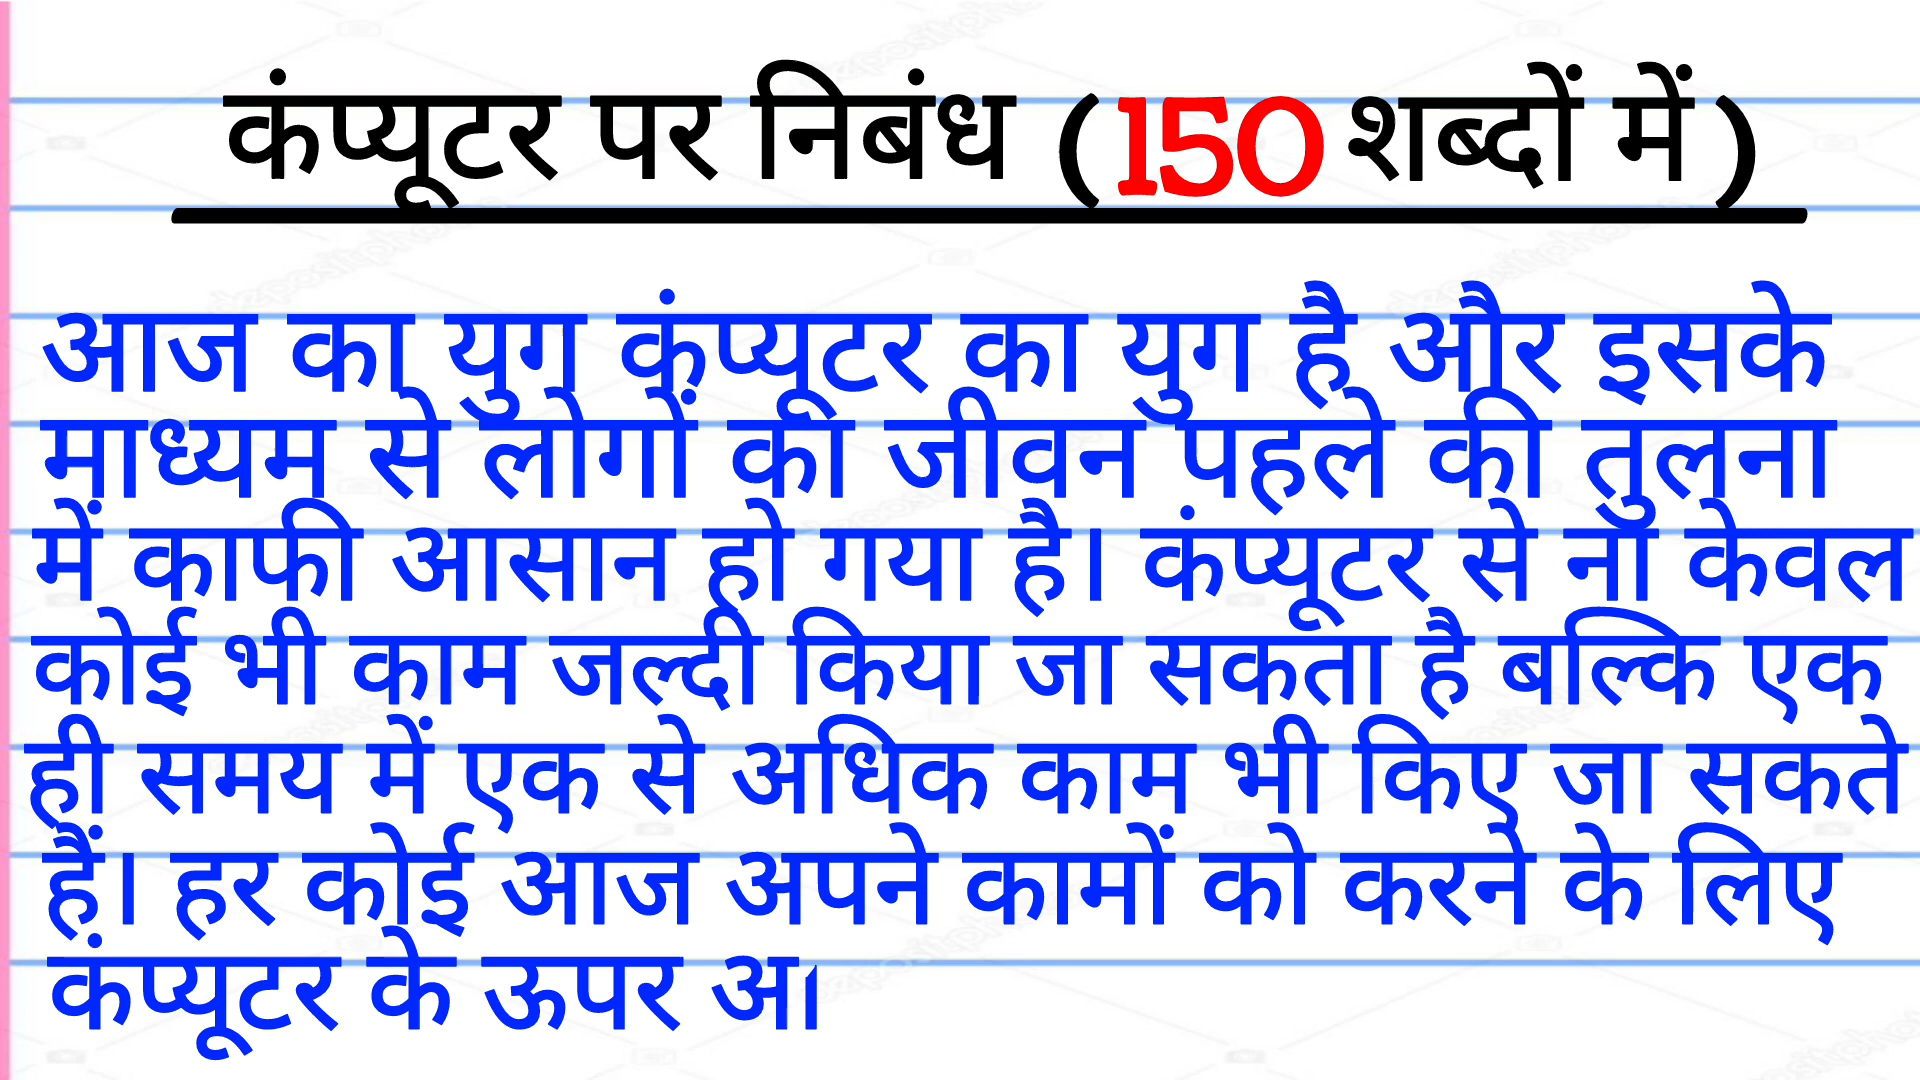 कंप्यूटर पर निबंध (150 शब्दों में)
आज का युग कंप्यूटर का युग है और इसके
माध्यम से लोगों का जीवन पहले की तुलना
में काफी आसान हो गया है। कंप्यूटर से ना केवल
कोई भी काम जल्दी किया जा सकता है बल्कि एक
ही समय में एक से अधिक काम भी किए जा सकते
हैं। हर कोई आज अपने कामों को करने के लिए
कंप्यूटर के ऊपर अ